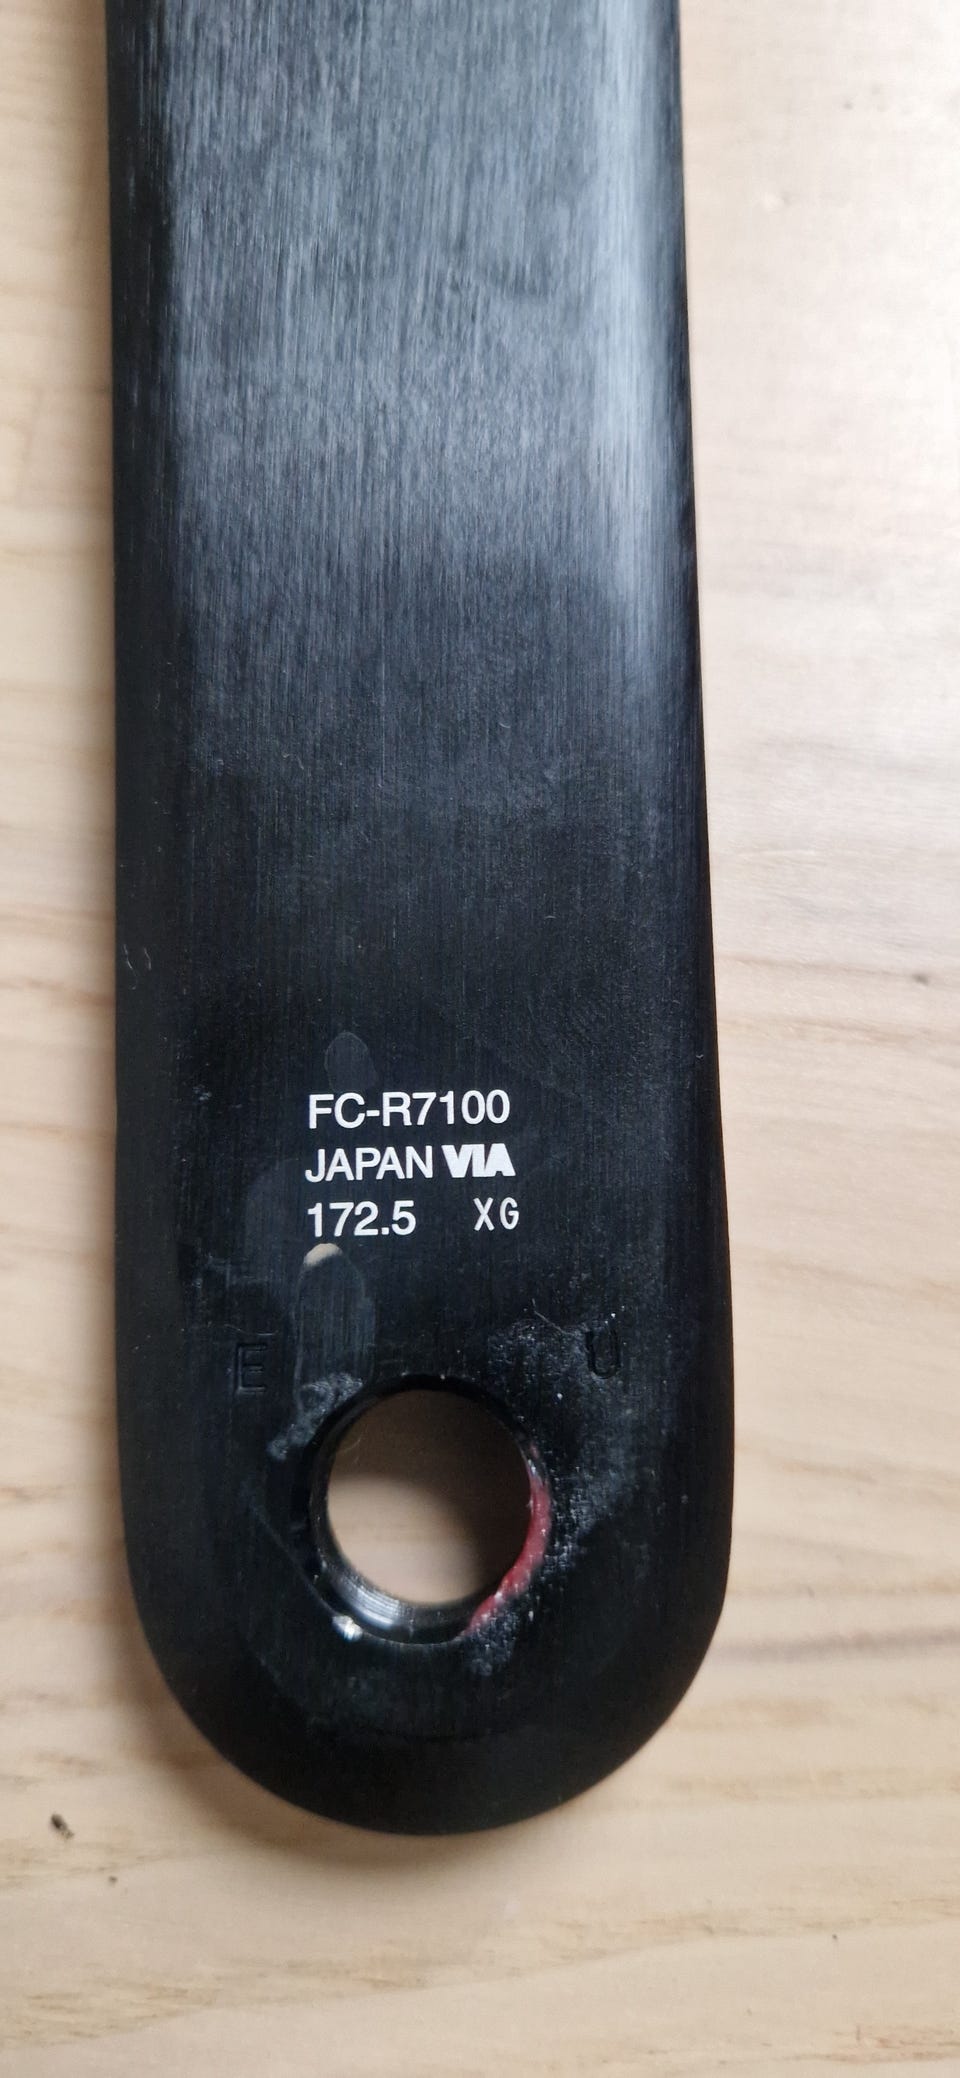 FC-R7100
JAPAN VIA
172.5 XG
E U